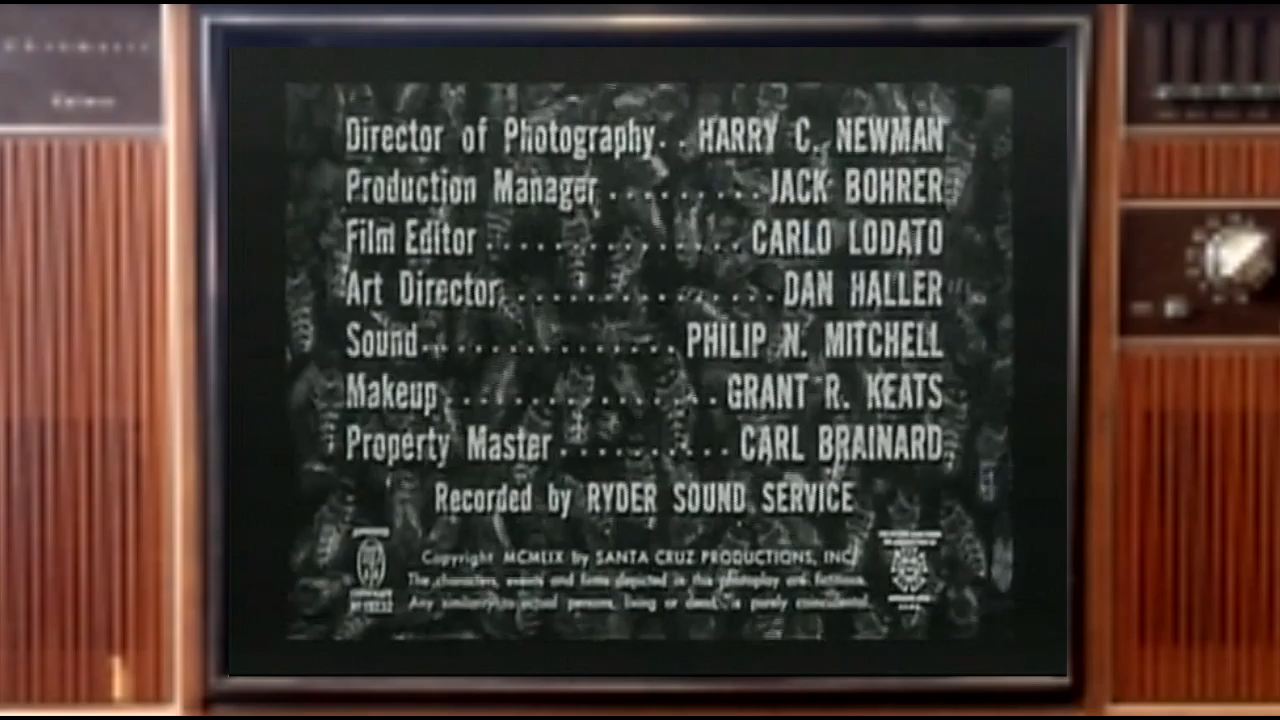 Director of Photography. . HARRY C. NEWMAN
Production Manager . . . . . . . . . JACK BOHRER
Film Editor . . . . . . . . . . . . . . . CARLO LODATO
Art Director. . . . . . . . . . . . . . . . DAN HALLER
Sound. . . . . . . . . . . . . . . PHILIP N. MITCHELL
Makeup . . . . . . . . . . . . . . . . GRANT R. KEATS
Property Master . . . . . . . . . . CARL BRAINARD
Recorded by RYDER SOUND SERVICE
Copyright MCMLIX by SANTA CRUZ PRODUCTIONS, INC.
The characters, events and firms depicted in this photoplay are fictitious.
Any similarity to actual persons, living or dead, is purely coincidental.